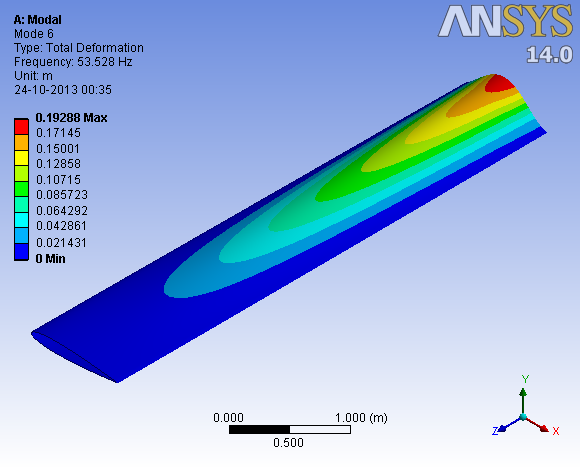 A: Modal
Mode 6
Type: Total Deformation
Frequency: 53.528 Hz
Unit: m
24-10-2013 00:35
ANSYS
14.0
0.19288 Max
0.17145
0.15001
0.12858
0.10715
0.085723
0.064292
0.042861
0.021431
0 Min
0.000 1.000 (m)
0.500
Y
Z X